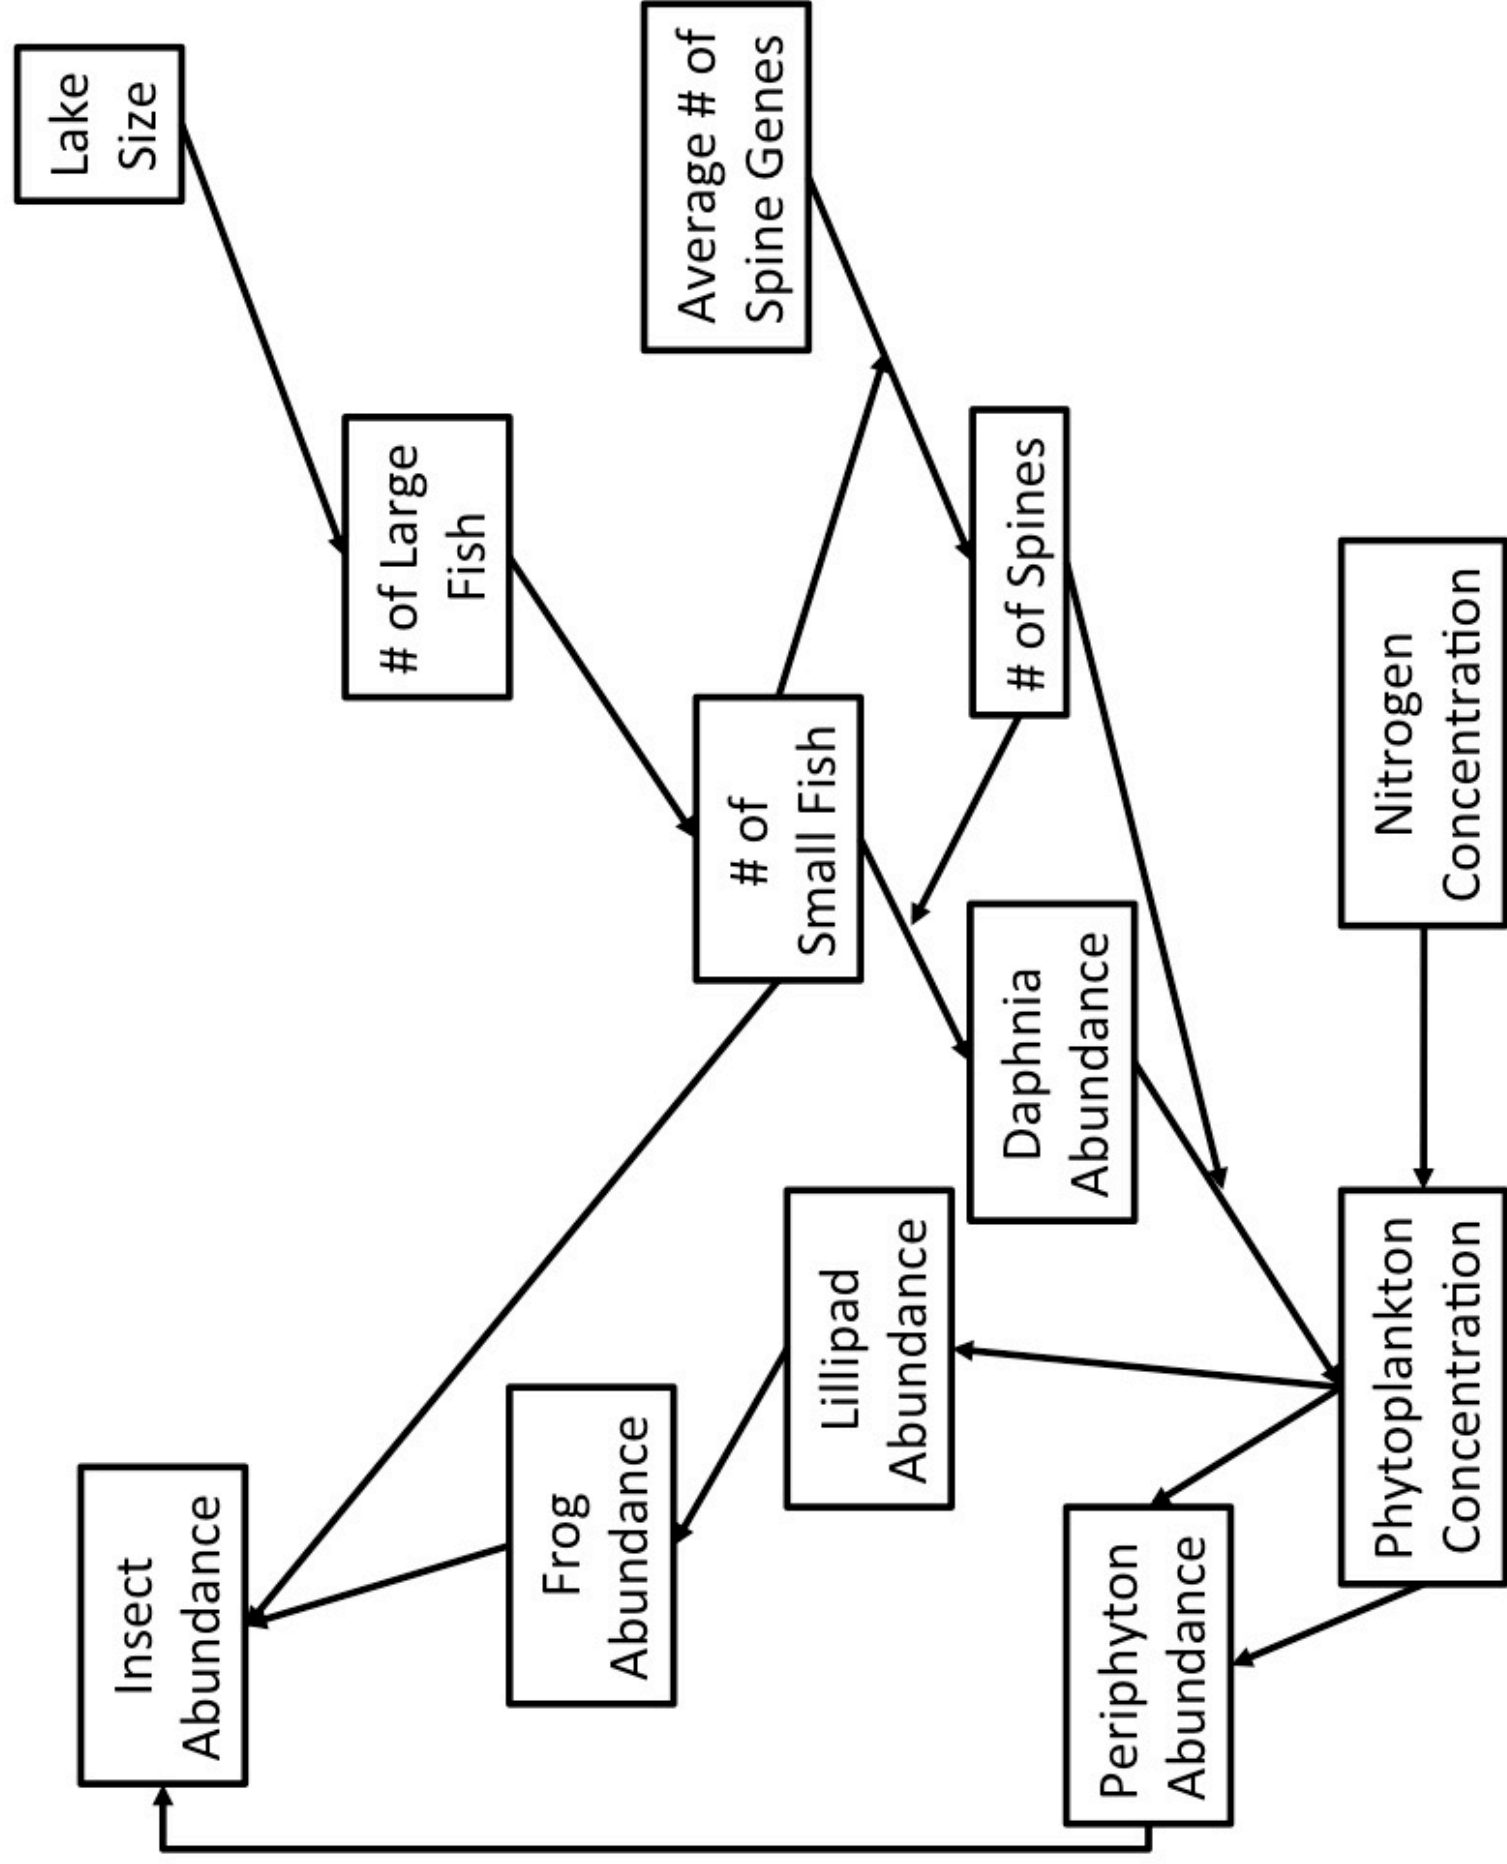 Lake
Size
# of Large
Fish
Average # of
Spine Genes
# of
Small Fish
# of Spines
Insect
Abundance
Frog
Abundance
Lillipad
Abundance
Daphnia
Abundance
Periphyton
Abundance
Phytoplankton
Concentration
Nitrogen
Concentration